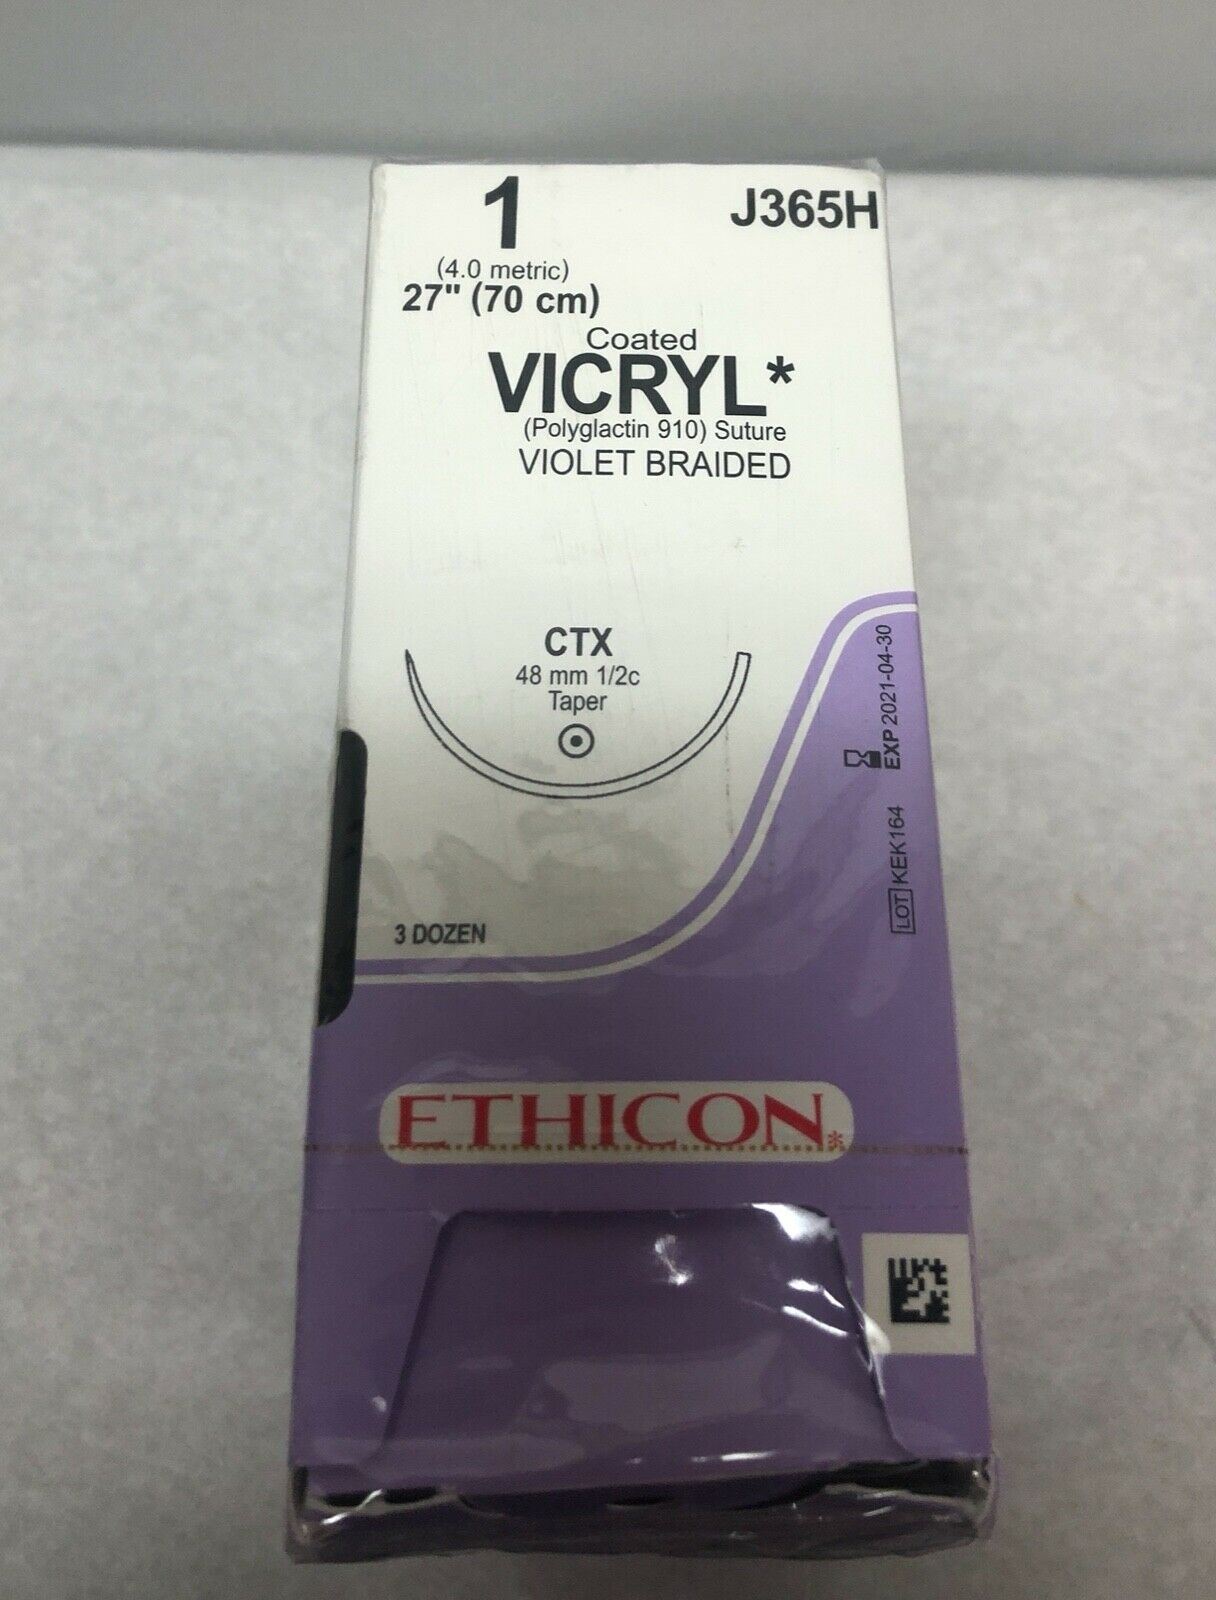 1
J365H
(4.0 metric)
27" (70 cm)
Coated
VICRYL*
(Polyglactin 910) Suture
VIOLET BRAIDED
CTX
48 mm 1/2c
Taper
EXP 2021-04-30
LOT KEK164
3 DOZEN
ETHICON*